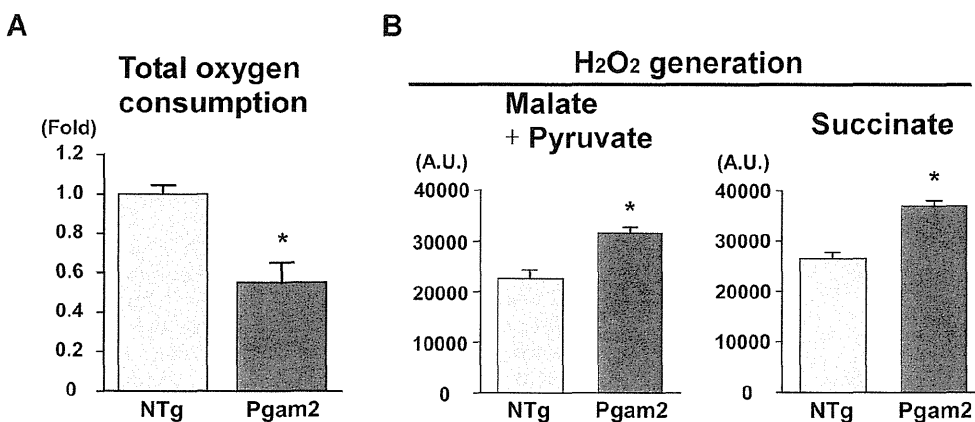 A
Total oxygen
consumption
(Fold)
1.2
1.0
0.8
0.6
0.4
0.2
0
*
NTg Pgam2
B
H₂O₂ generation
Malate
+ Pyruvate
(A.U.)
40000
30000
20000
10000
0
*
NTg Pgam2
Succinate
(A.U.)
40000
30000
20000
10000
0
*
NTg Pgam2